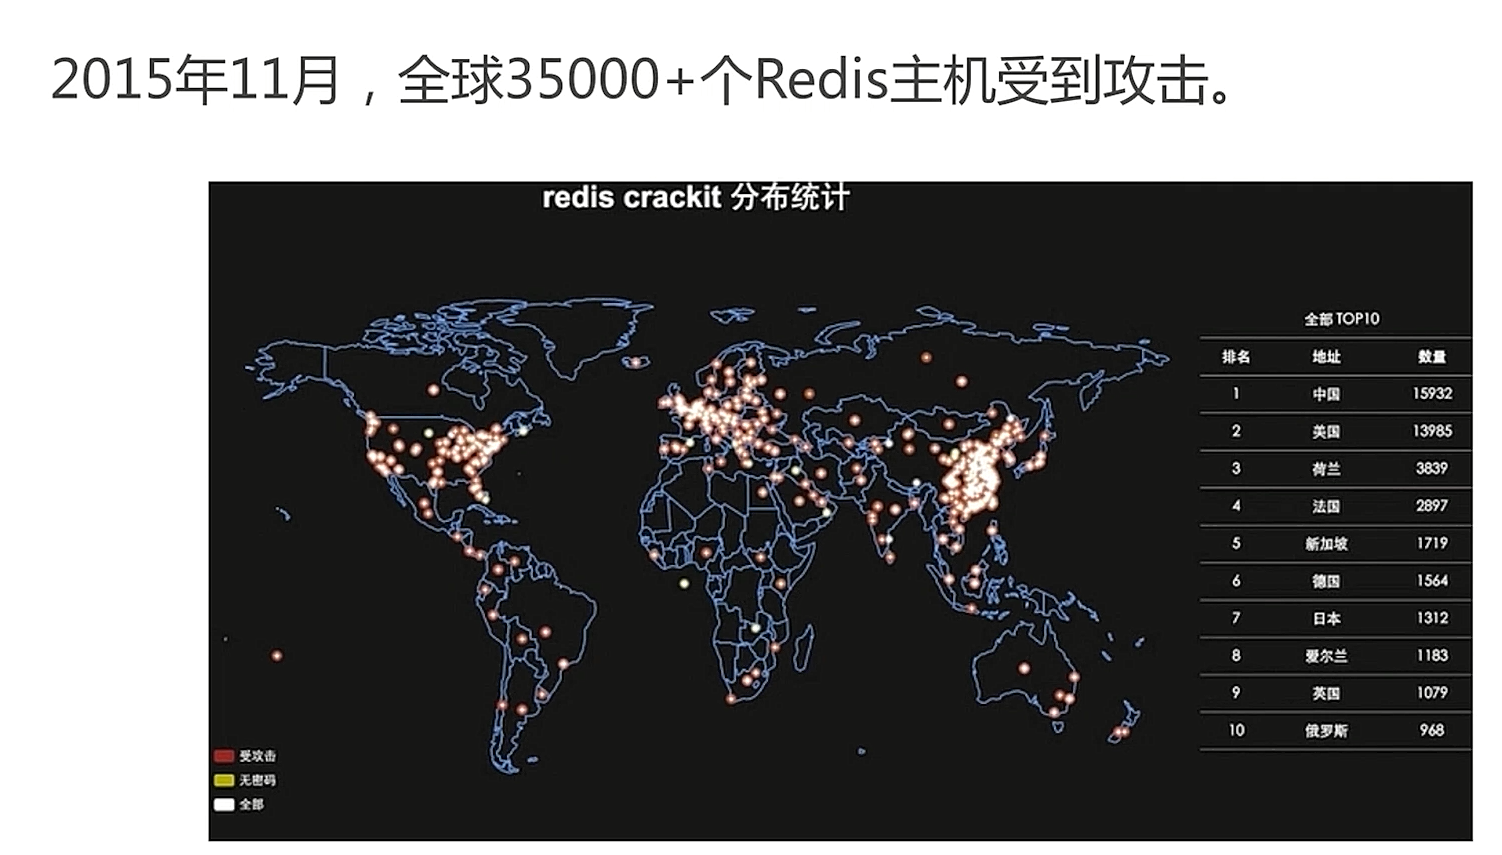 2015年11月，全球35000+个Redis主机受到攻击。
redis crackit 分布统计
全部 TOP10
排名 地址 数量
1 中国 15932
2 美国 13985
3 荷兰 3839
4 法国 2897
5 新加坡 1719
6 德国 1564
7 日本 1312
8 爱尔兰 1183
9 英国 1079
10 俄罗斯 968
受攻击
无密码
全部